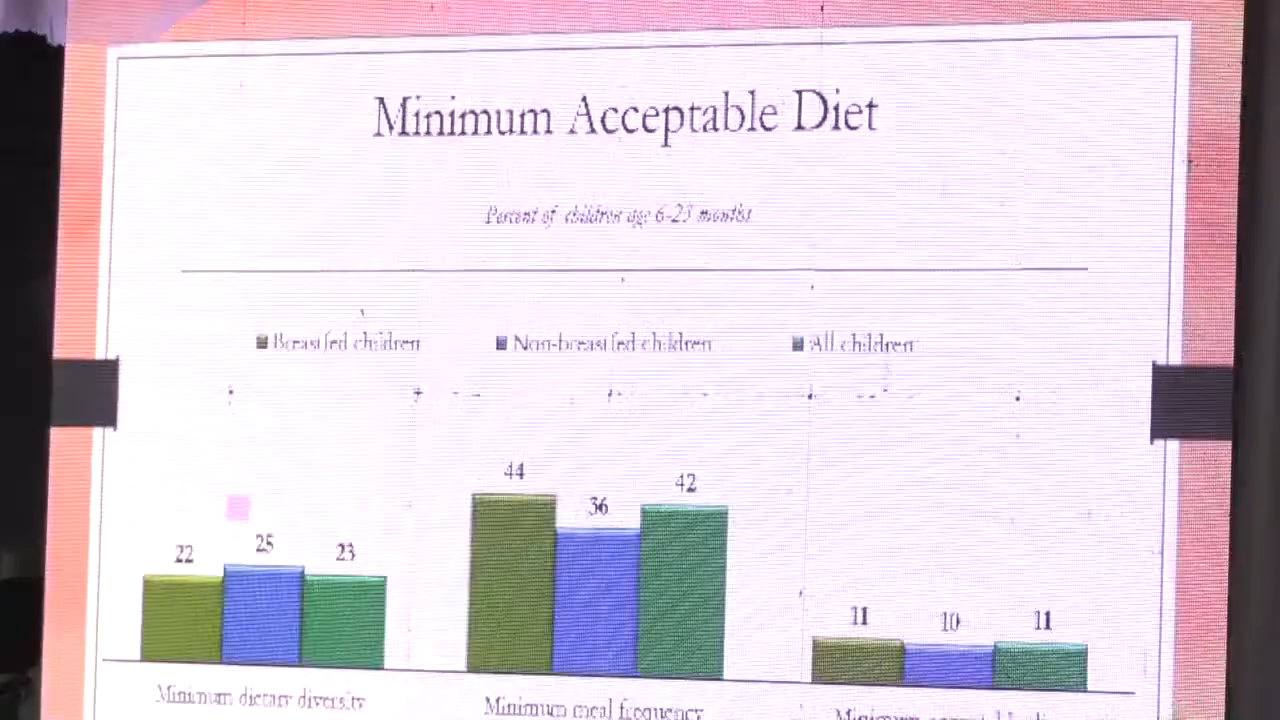 Minimum Acceptable Diet
Percent of children age 6-23 months
Breastfed children Non-breastfed children All children
44 36 42
22 25 23
11 10 11
Minimum dietary diversity Minimum meal frequency Minimum